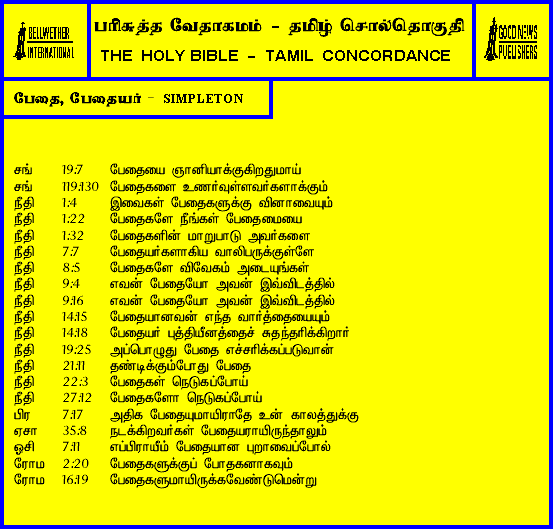 BELLWETHER
INTERNATIONAL
பரிசுத்த வேதாகமம் - தமிழ் சொல்தொகுதி
THE HOLY BIBLE - TAMIL CONCORDANCE
GOOD NEWS
PUBLISHERS
பேதை, பேதையர் - SIMPLETON
சங் 19:7 பேதையை ஞானியாக்குகிறதுமாய்
சங் 119:130 பேதைகளை உணர்வுள்ளவர்களாக்கும்
நீதி 1:4 இவைகள் பேதைகளுக்கு வினாவையும்
நீதி 1:22 பேதைகளே நீங்கள் பேதைமையை
நீதி 1:32 பேதைகளின் மாறுபாடு அவர்களை
நீதி 7:7 பேதையர்களாகிய வாலிபருக்குள்ளே
நீதி 8:5 பேதைகளே விவேகம் அடையுங்கள்
நீதி 9:4 எவன் பேதையோ அவன் இவ்விடத்தில்
நீதி 9:16 எவன் பேதையோ அவன் இவ்விடத்தில்
நீதி 14:15 பேதையானவன் எந்த வார்த்தையையும்
நீதி 14:18 பேதையர் புத்தியீனத்தைச் சுதந்தரிக்கிறார்
நீதி 19:25 அப்பொழுது பேதை எச்சரிக்கப்படுவான்
நீதி 21:11 தண்டிக்கும்போது பேதை
நீதி 22:3 பேதைகள் நெடுகப்போய்
நீதி 27:12 பேதைகளோ நெடுகப்போய்
பிர 7:17 அதிக பேதையுமாயிராதே உன் காலத்துக்கு
ஏசா 35:8 நடக்கிறவர்கள் பேதையராயிருந்தாலும்
ஓசி 7:11 எப்பிராயீம் பேதையான புறாவைப்போல்
ரோம 2:20 பேதைகளுக்குப் போதகனாகவும்
ரோம 16:19 பேதைகளுமாயிருக்கவேண்டுமென்று